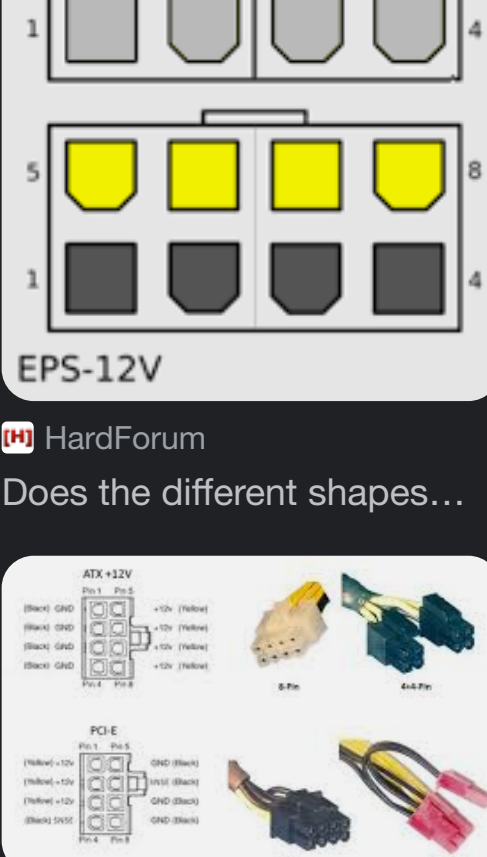 1 4
5 8
1 4
EPS-12V
[H] HardForum
Does the different shapes...
ATX +12V
Pin 1 Pin 5
(Black) GND +12v (Yellow)
(Black) GND +12v (Yellow)
(Black) GND +12v (Yellow)
(Black) GND +12v (Yellow)
Pin 4 Pin 8
8-Pin 4+4-Pin
PCI-E
Pin 1 Pin 5
(Yellow) +12v GND (Black)
(Yellow) +12v SNSE (Black)
(Yellow) +12v GND (Black)
(Black) SNSE GND (Black)
Pin 4 Pin 8